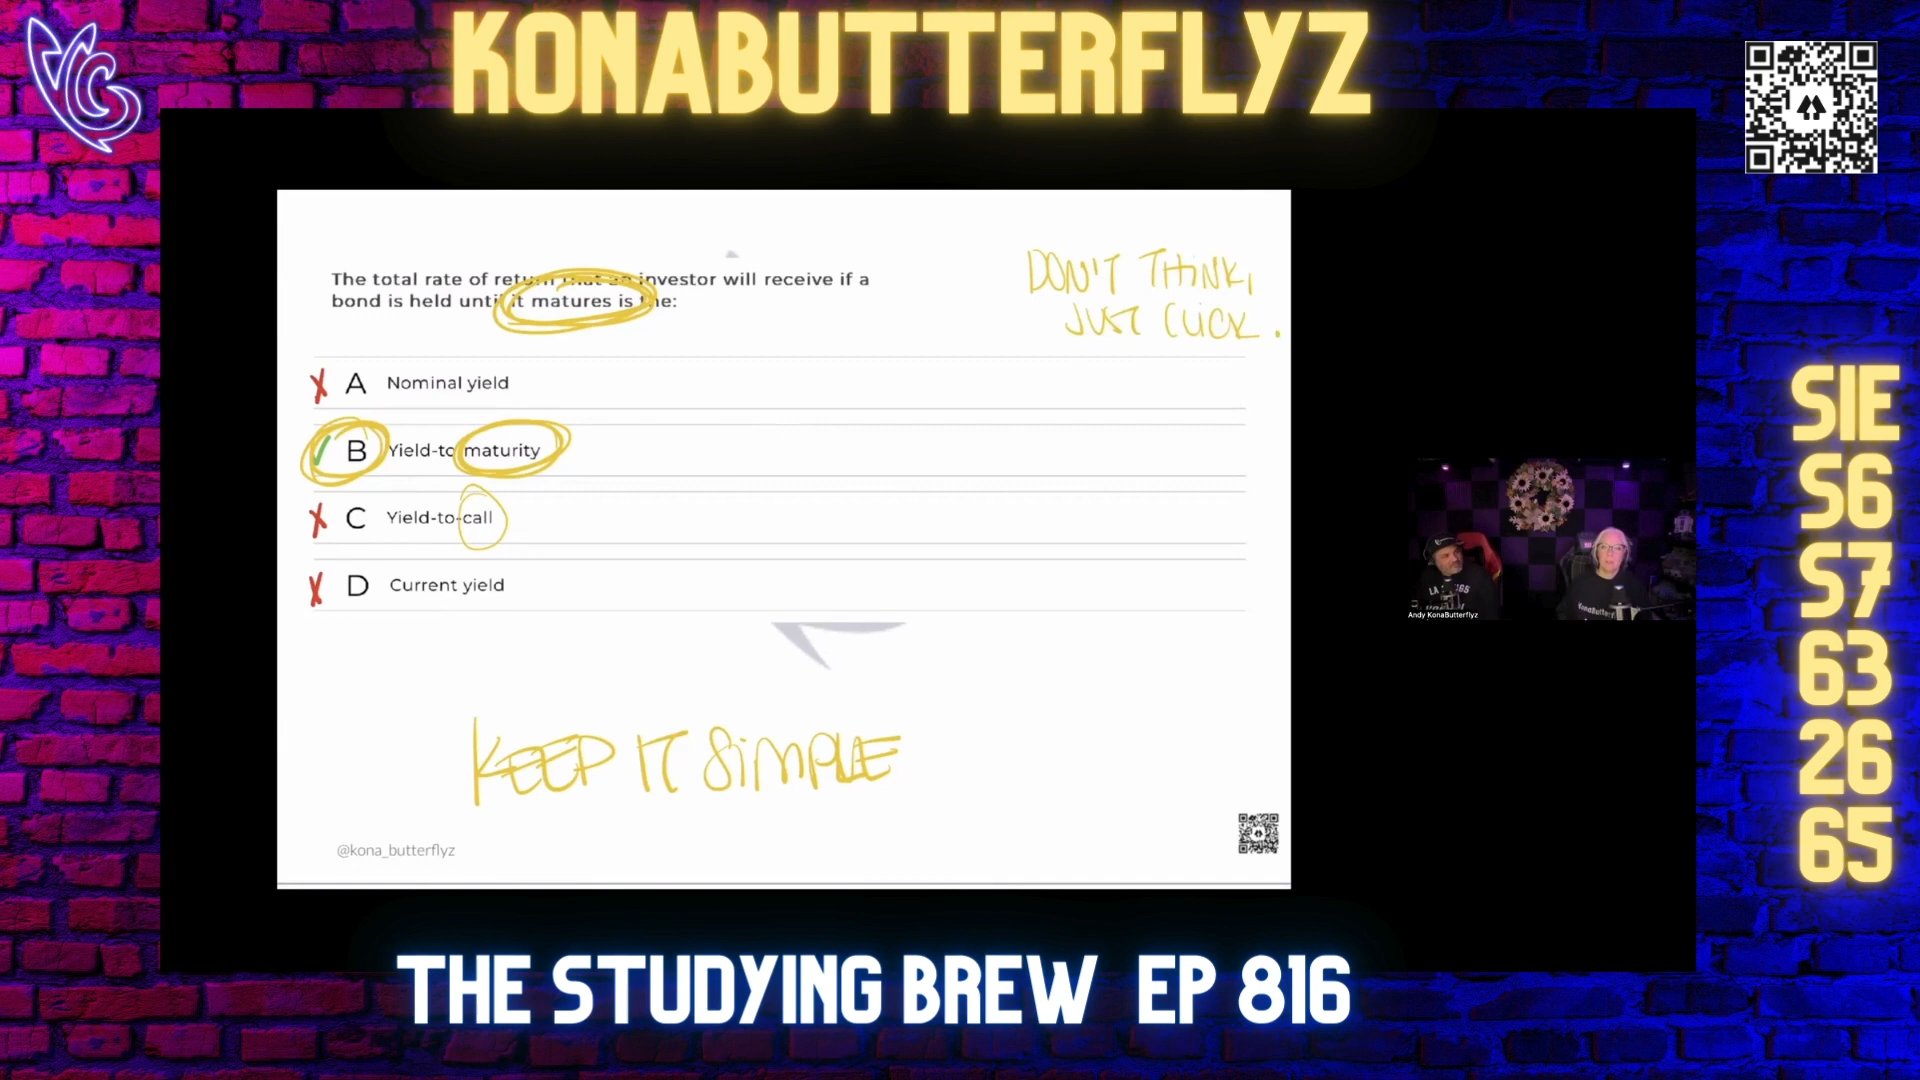 KONABUTTERFLYZ
The total rate of return that an investor will receive if a
bond is held until it matures is the:
DON'T THINK,
JUST CLICK.
A Nominal yield
B Yield-to-maturity
C Yield-to-call
D Current yield
KEEP IT SIMPLE
@kona_butterflyz
Andy KonaButterflyz
SIE
S6
S7
63
26
65
THE STUDYING BREW EP 816